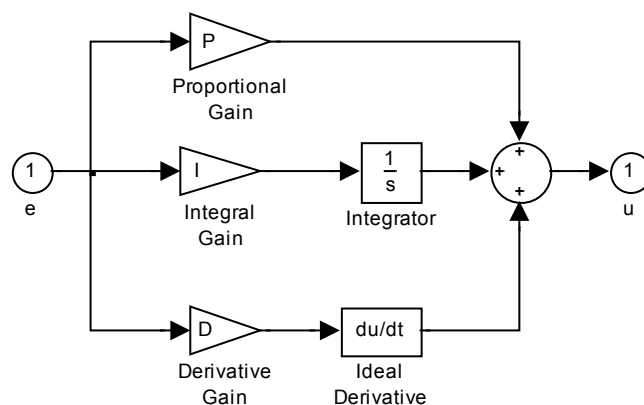 P
Proportional
Gain
1
e
I
Integral
Gain
1
s
Integrator
+
+
+
1
u
D
Derivative
Gain
du/dt
Ideal
Derivative